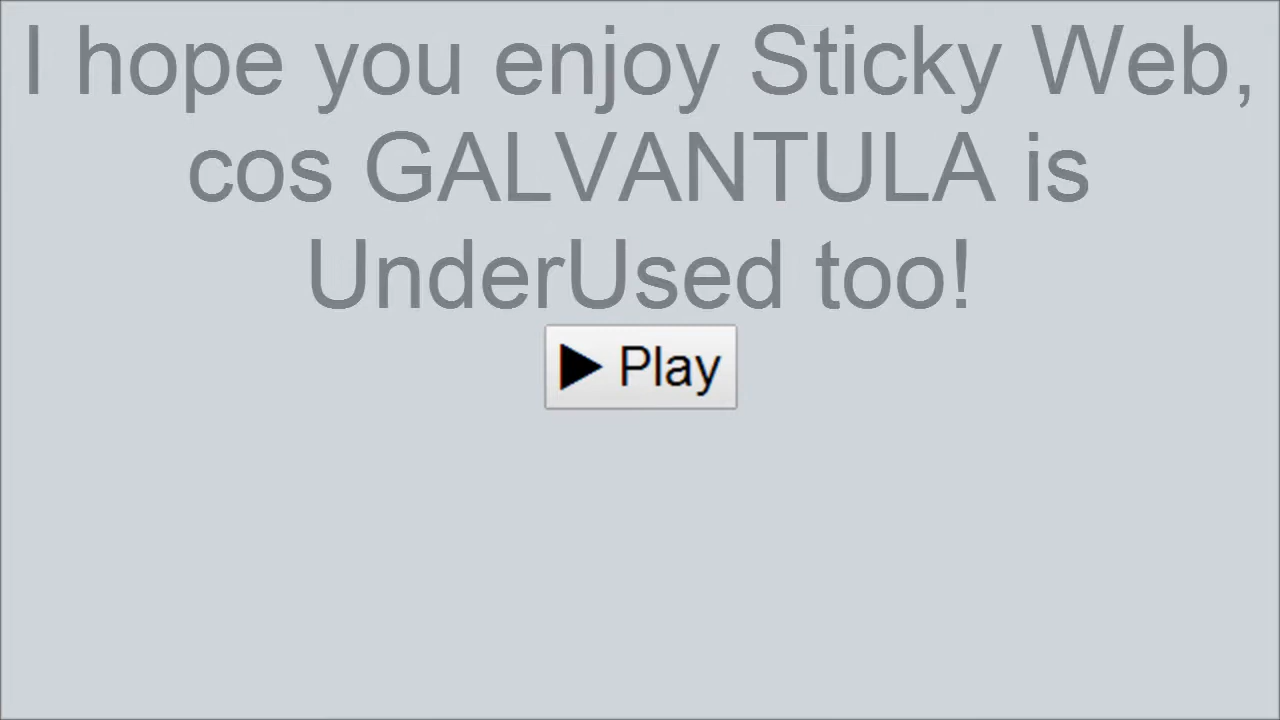 I hope you enjoy Sticky Web,
cos GALVANTULA is
UnderUsed too!
Play